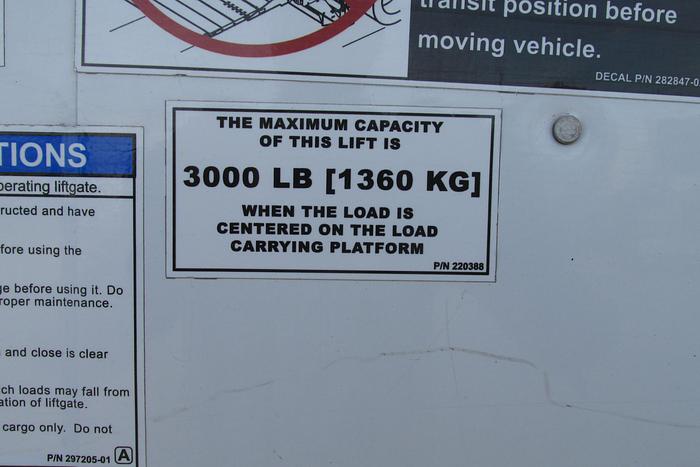 transit position before
moving vehicle.
DECAL P/N 282847-0
THE MAXIMUM CAPACITY
OF THIS LIFT IS
3000 LB [1360 KG]
WHEN THE LOAD IS
CENTERED ON THE LOAD
CARRYING PLATFORM
P/N 220388
TIONS
perating liftgate.
ructed and have
fore using the
ge before using it. Do
roper maintenance.
and close is clear
ch loads may fall from
ation of liftgate.
cargo only. Do not
P/N 297205-01 A